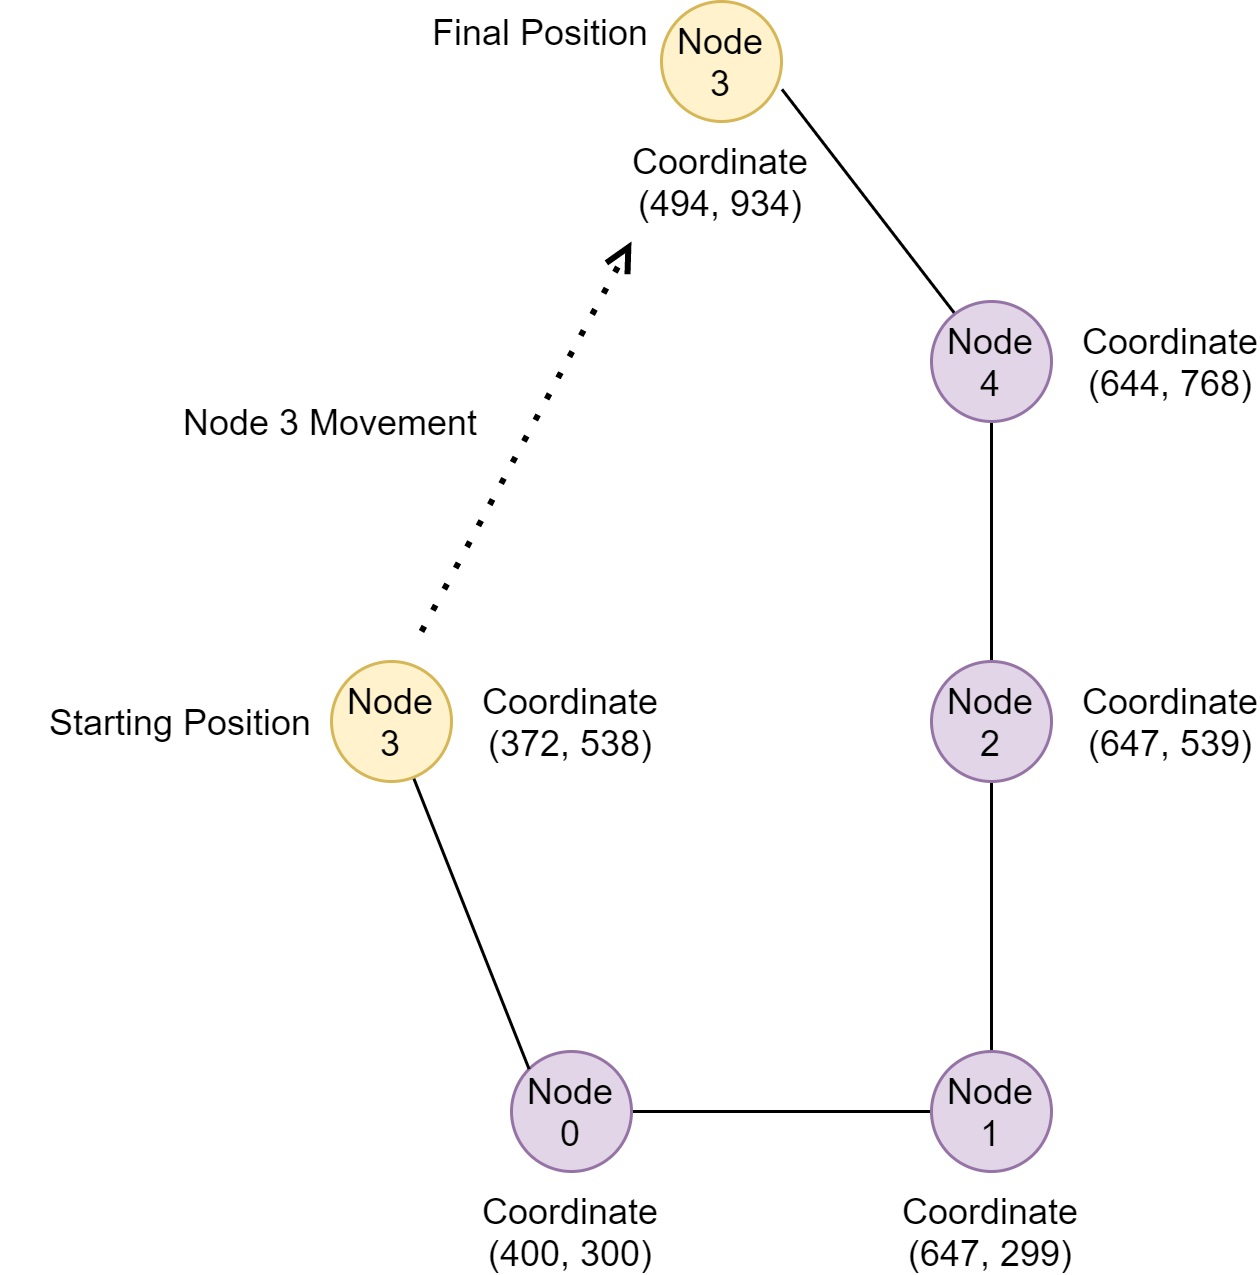 Final Position
Node
3
Coordinate
(494, 934)
Node
4
Coordinate
(644, 768)
Node 3 Movement
Starting Position
Node
3
Coordinate
(372, 538)
Node
2
Coordinate
(647, 539)
Node
0
Coordinate
(400, 300)
Node
1
Coordinate
(647, 299)